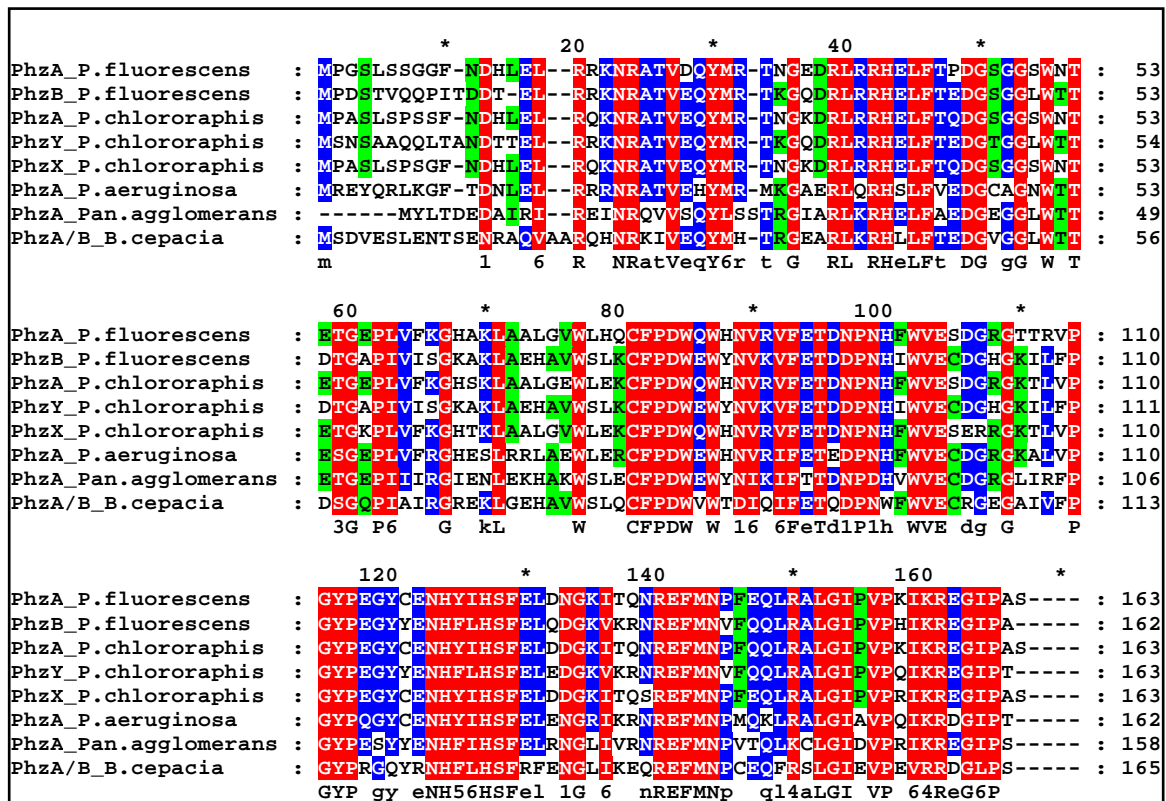 * 20 * 40 *
PhzA_P.fluorescens : MPGSLSSGGF-NDHLEL--RRKNRATVDQYMR-TNGEDRLRRHELFTPDGSGGSWNT : 53
PhzB_P.fluorescens : MPDSTVQQPITDDT-EL--RRKNRATVEQYMR-TKGQDRLRRHELFTEDGSGGLWTT : 53
PhzA_P.chlororaphis : MPASLSPSSF-NDHLEL--RQKNRATVEQYMR-TNGKDRLRRHELFTQDGSGGSWNT : 53
PhzY_P.chlororaphis : MSNSAAQQLTANDTTEL--RRKNRATVEQYMR-TKGQDRLRRHELFTEDGTGGLWTT : 54
PhzX_P.chlororaphis : MPASLSPSGF-NDHLEL--RQKNRATVEQYMR-TNGKDRLRRHELFTQDGSGGSWNT : 53
PhzA_P.aeruginosa : MREYQRLKGF-TDNLEL--RRRNRATVEHYMR-MKGAERLQRHSLFVEDGCAGNWTT : 53
PhzA_Pan.agglomerans : ------MYLTDEDAIRI--REINRQVVSQYLSSTRGIARLKRHELFAEDGEGGLWTT : 49
PhzA/B_B.cepacia : MSDVESLENTSENRAQVAARQHNRKIVEQYMH-TRGEARLKRHLLFTEDGVGGLWTT : 56
m 1 6 R NRatVeqY6r t G RL RHeLFt DG gG W T
60 * 80 * 100 *
PhzA_P.fluorescens : ETGEPLVFKGHAKLAALGVWLHQCFPDWQWHNVRVFETDNPNHFWVESDGRGTTRVP : 110
PhzB_P.fluorescens : DTGAPIVISGKAKLAEHAVWSLKCFPDWEWYNVKVFETDDPNHIWVECDGHGKILFP : 110
PhzA_P.chlororaphis : ETGEPLVFKGHSKLAALGEWLEKCFPDWQWHNVRVFETDNPNHFWVESDGRGKTLVP : 110
PhzY_P.chlororaphis : DTGAPIVISGKAKLAEHAVWSLKCFPDWEWYNVKVFETDDPNHIWVECDGHGKILFP : 111
PhzX_P.chlororaphis : ETGKPLVFKGHTKLAALGVWLEKCFPDWQWHNVRVFETDNPNHFWVESERRGKTLVP : 110
PhzA_P.aeruginosa : ESGEPLVFRGHESLRRLAEWLERCFPDWEWHNVRIFETEDPNHFWVECDGRGKALVP : 110
PhzA_Pan.agglomerans : ETGEPIIIRGIENLEKHAKWSLECFPDWEWYNIKIFTTDNPDHVWVECDGRGLIRFP : 106
PhzA/B_B.cepacia : DSGQPIAIRGREKLGEHAVWSLQCFPDWVWTDIQIFETQDPNWFWVECRGEGAIVFP : 113
3G P6 G kL W CFPDW W 16 6FeTd1P1h WVE dg G P
120 * 140 * 160 *
PhzA_P.fluorescens : GYPEGYCENHYIHSFELDNGKITQNREFMNPFEQLRALGIPVPKIKREGIPAS---- : 163
PhzB_P.fluorescens : GYPEGYYENHFLHSFELQDGKVKRNREFMNVFQQLRALGIPVPHIKREGIPA----- : 162
PhzA_P.chlororaphis : GYPEGYCENHYIHSFELDDGKITQNREFMNPFQQLRALGIPVPKIKREGIPAS---- : 163
PhzY_P.chlororaphis : GYPEGYYENHFLHSFELEDGKVKRNREFMNVFQQLRALGIPVPQIKREGIPT----- : 163
PhzX_P.chlororaphis : GYPEGYCENHYIHSFELDDGKITQSREFMNPFEQLRALGIPVPRIKREGIPAS---- : 163
PhzA_P.aeruginosa : GYPQGYCENHYIHSFELENGRIKRNREFMNPMQKLRALGIAVPQIKRDGIPT----- : 162
PhzA_Pan.agglomerans : GYPESYYENHFIHSFELRNGLIVRNREFMNPVTQLKCLGIDVPRIKREGIPS----- : 158
PhzA/B_B.cepacia : GYPRGQYRNHFLHSFRFENGLIKEQREFMNPCEQFRSLGIEVPEVRRDGLPS----- : 165
GYP gy eNH56HSFel 1G 6 nREFMNp ql4aLGI VP 64ReG6P